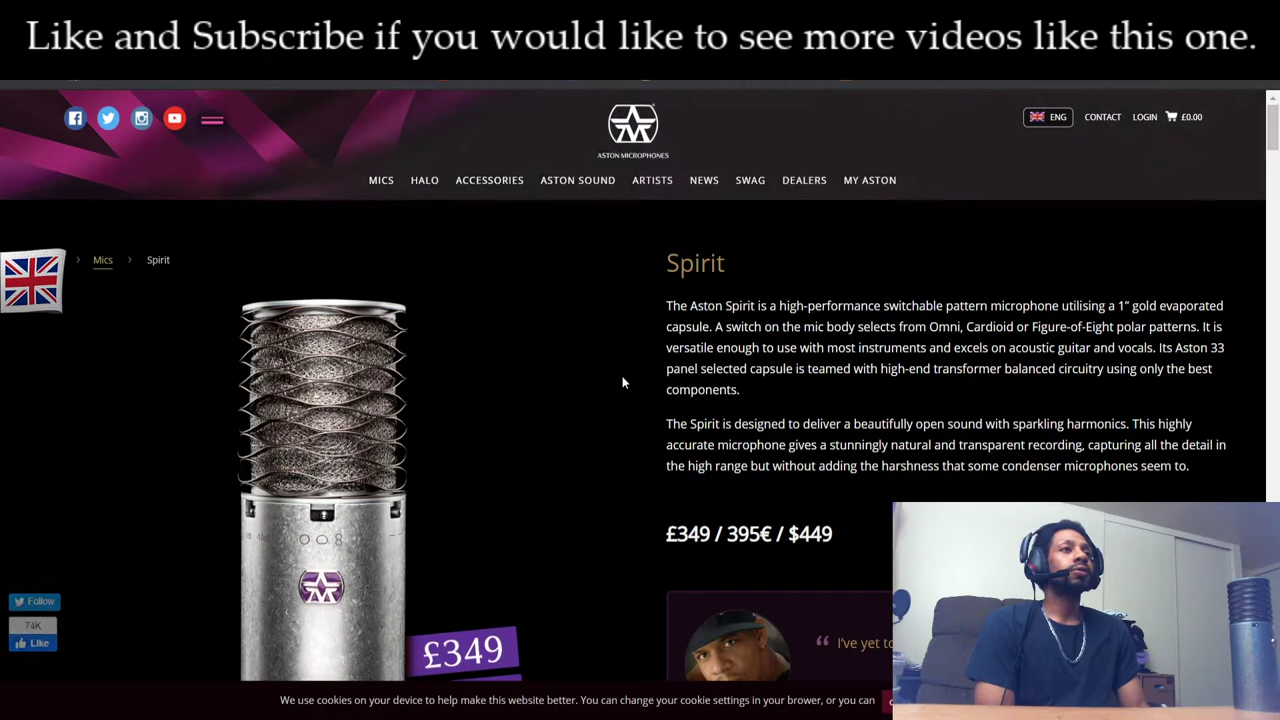 Like and Subscribe if you would like to see more videos like this one.
ENG
CONTACT
LOGIN
£0.00
ASTON MICROPHONES
MICS
HALO
ACCESSORIES
ASTON SOUND
ARTISTS
NEWS
SWAG
DEALERS
MY ASTON
Mics
Spirit
Spirit
The Aston Spirit is a high-performance switchable pattern microphone utilising a 1” gold evaporated
capsule. A switch on the mic body selects from Omni, Cardioid or Figure-of-Eight polar patterns. It is
versatile enough to use with most instruments and excels on acoustic guitar and vocals. Its Aston 33
panel selected capsule is teamed with high-end transformer balanced circuitry using only the best
components.
The Spirit is designed to deliver a beautifully open sound with sparkling harmonics. This highly
accurate microphone gives a stunningly natural and transparent recording, capturing all the detail in
the high range but without adding the harshness that some condenser microphones seem to.
£349 / 395€ / $449
Follow
74K
Like
£349
“ I've yet to
We use cookies on your device to help make this website better. You can change your cookie settings in your brower, or you can